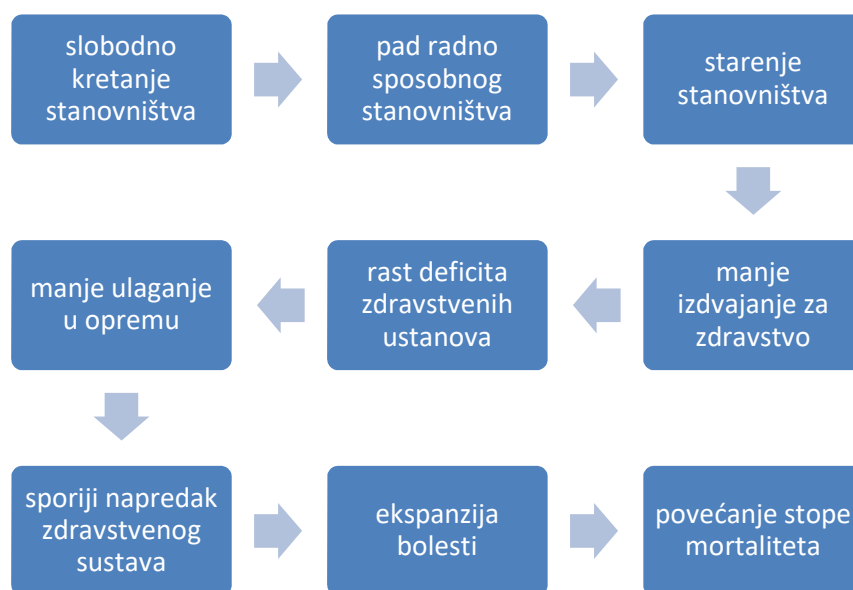 slobodno
kretanje
stanovništva
pad radno
sposobnog
stanovništva
starenje
stanovništva
manje
izdvajanje za
zdravstvo
rast deficita
zdravstvenih
ustanova
manje ulaganje
u opremu
sporiji napredak
zdravstvenog
sustava
ekspanzija
bolesti
povećanje stope
mortaliteta